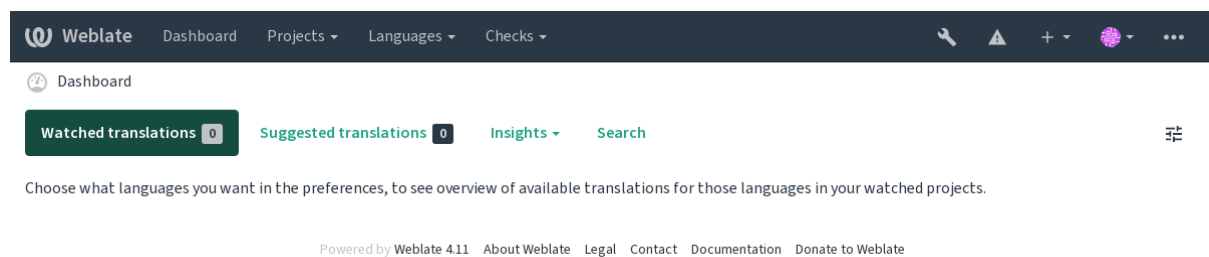 Weblate Dashboard Projects Languages Checks
Dashboard
Watched translations 0 Suggested translations 0 Insights Search
Choose what languages you want in the preferences, to see overview of available translations for those languages in your watched projects.
Powered by Weblate 4.11 About Weblate Legal Contact Documentation Donate to Weblate